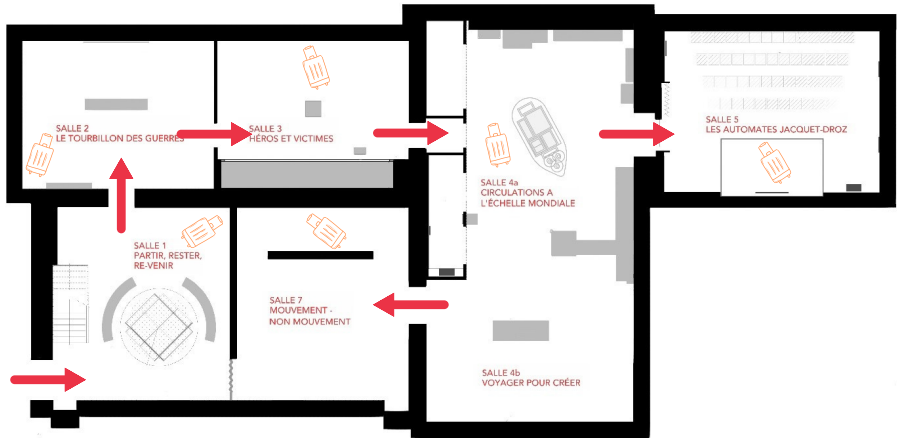 SALLE 2
LE TOURBILLON DES GUERRES
SALLE 3
HÉROS ET VICTIMES
SALLE 5
LES AUTOMATES JACQUET-DROZ
SALLE 4a
CIRCULATIONS A
L'ÉCHELLE MONDIALE
SALLE 1
PARTIR, RESTER,
RE-VENIR
SALLE 7
MOUVEMENT -
NON MOUVEMENT
SALLE 4b
VOYAGER POUR CRÉER